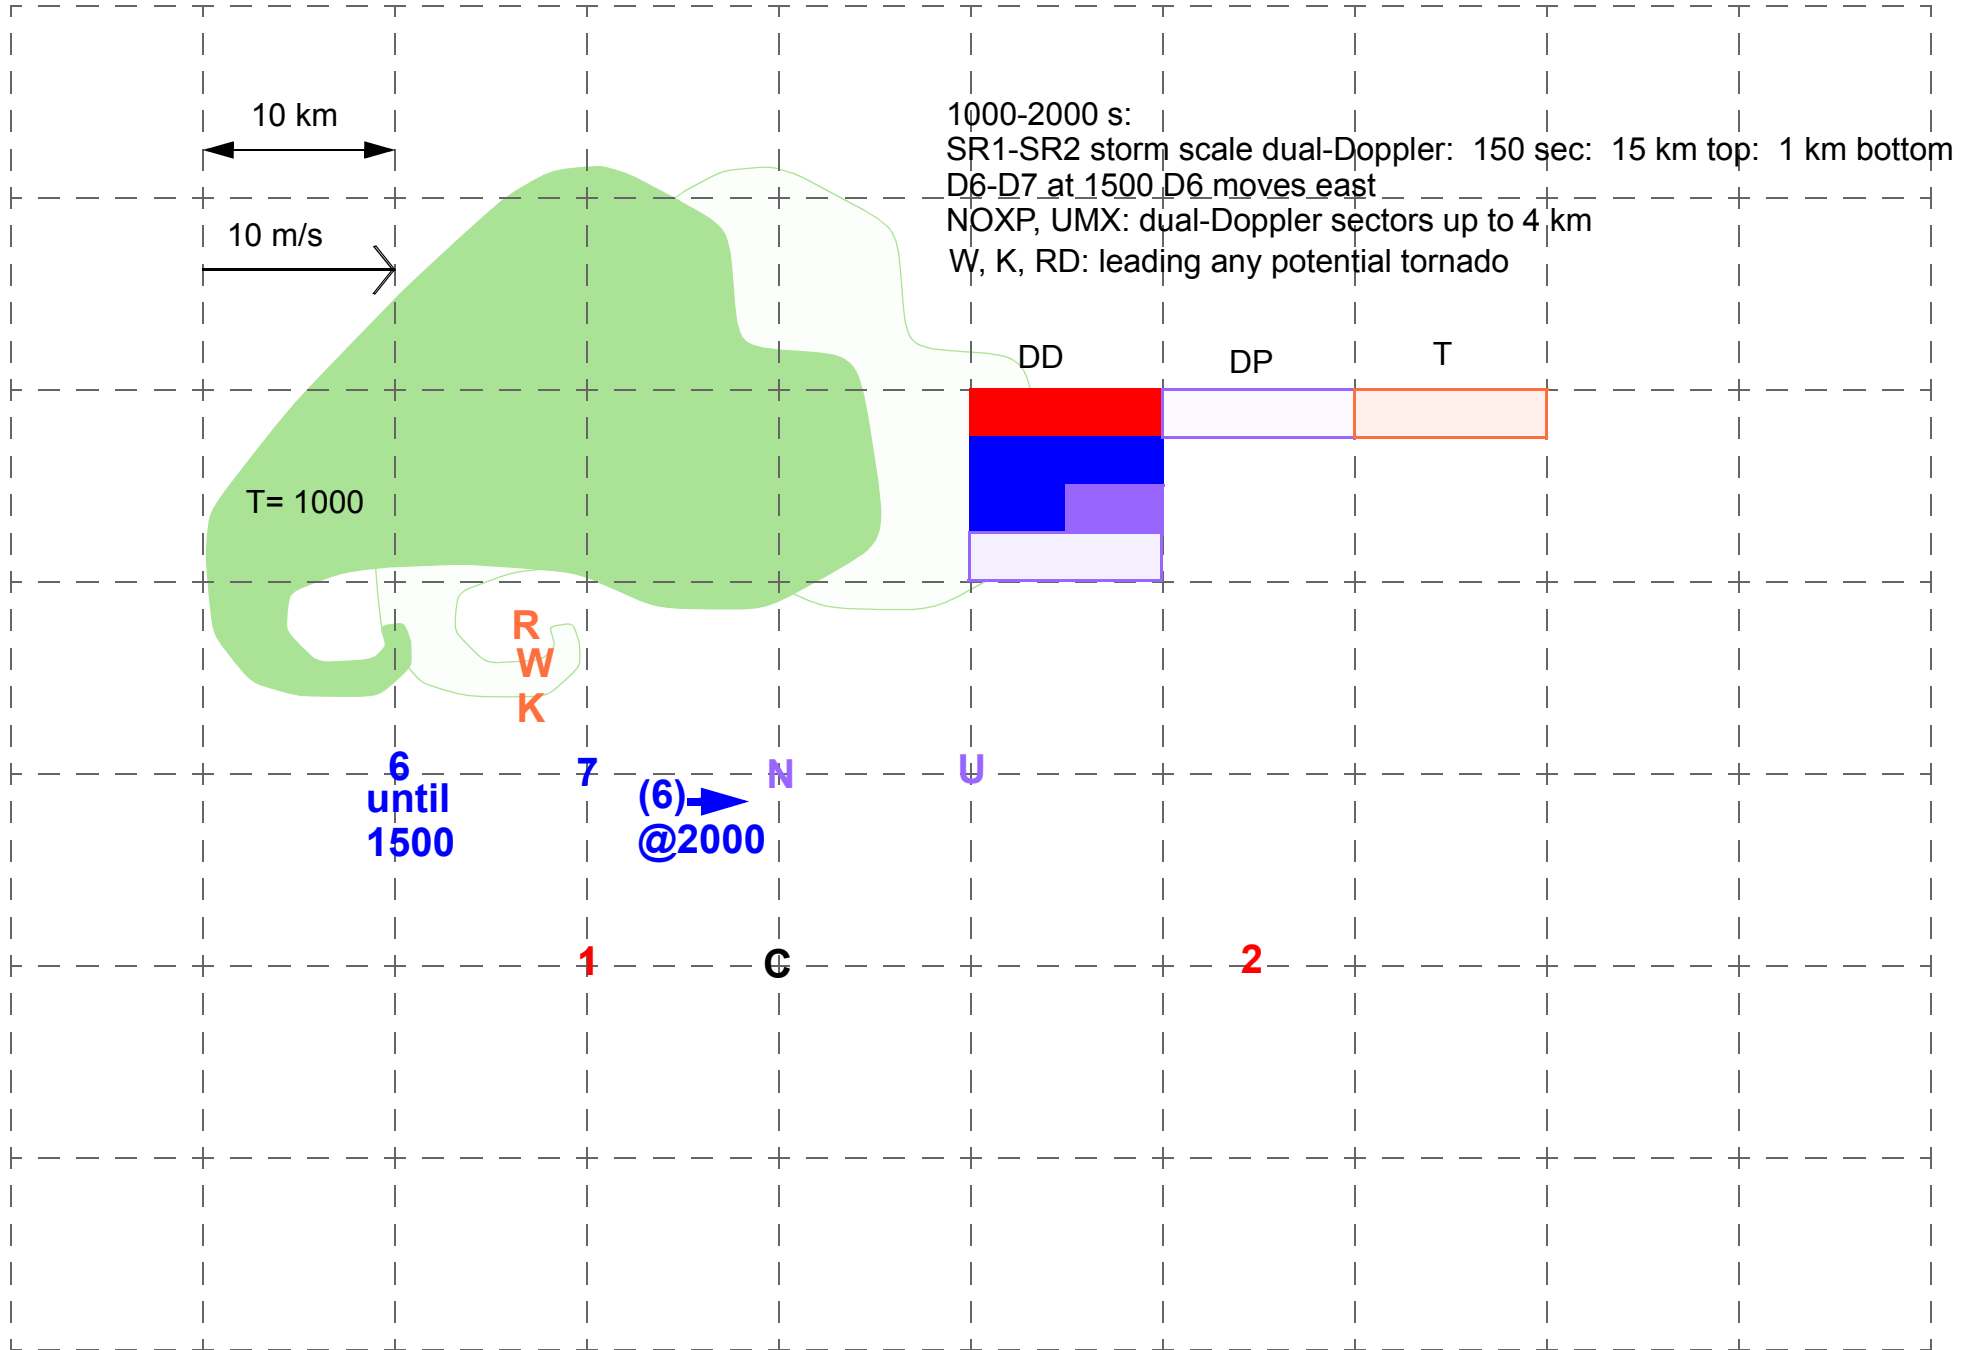 10 km
10 m/s
1000-2000 s:
SR1-SR2 storm scale dual-Doppler: 150 sec: 15 km top: 1 km bottom
D6-D7 at 1500 D6 moves east
NOXP, UMX: dual-Doppler sectors up to 4 km
W, K, RD: leading any potential tornado
DD
DP
T
T= 1000
R
W
K
6
until
1500
7
(6)
@2000
N
U
1
C
2